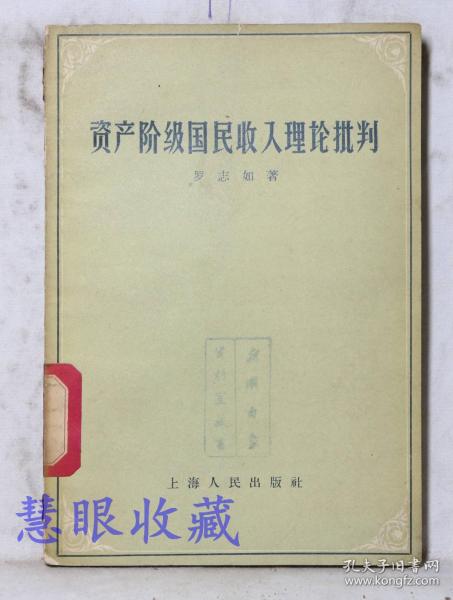 资产阶级国民收入理论批判
罗志如著
上海人民出版社
慧眼收藏
孔夫子旧书网
www.kongfz.com